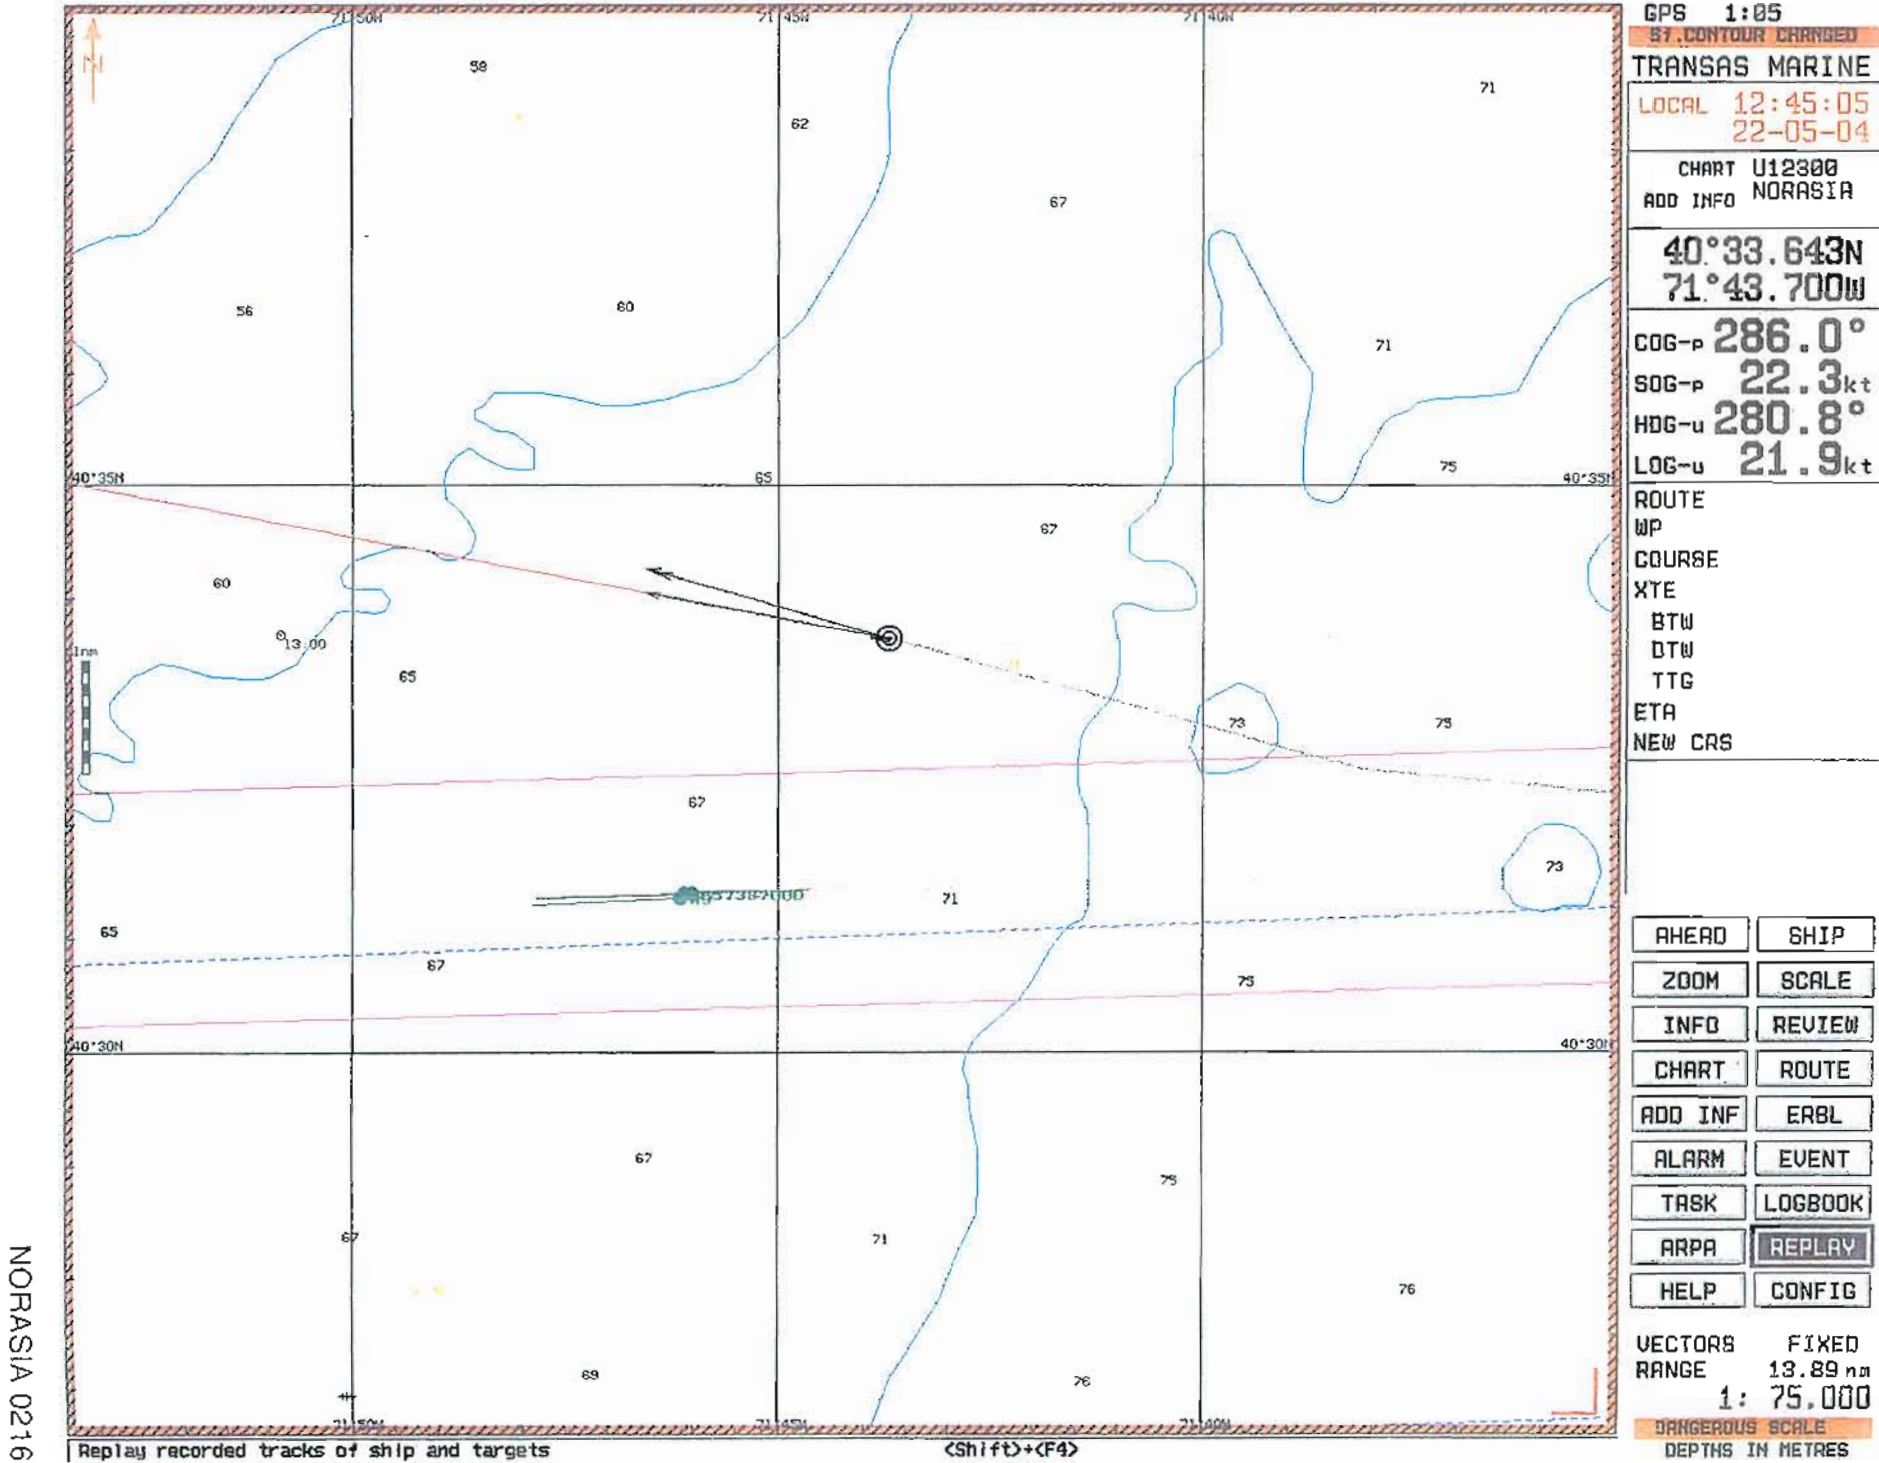 71°50W 71°45W 71°40W
N
58
71
62
67
56
60
71
75
40°35N 65 40°35N
67
60
13.00
1nm
65
73 75
67
73
71
65
67
75
40°30N 40°30N
67
75
67
71
76
69
76
71°50W 71°45W 71°40W
Replay recorded tracks of ship and targets <Shift>+<F4>
GPS 1:05
ST.CONTOUR CHANGED
TRANSAS MARINE
LOCAL 12:45:05
22-05-04
CHART U12300
ADD INFO NORASIA
40°33.643N
71°43.700W
COG-p 286.0°
SOG-p 22.3kt
HDG-u 280.8°
LOG-u 21.9kt
ROUTE
WP
COURSE
XTE
BTW
DTW
TTG
ETA
NEW CRS
AHEAD SHIP
ZOOM SCALE
INFO REVIEW
CHART ROUTE
ADD INF ERBL
ALARM EVENT
TASK LOGBOOK
ARPA REPLAY
HELP CONFIG
VECTORS FIXED
RANGE 13.89 nm
1: 75.000
DANGEROUS SCALE
DEPTHS IN METRES
NORASIA 0216